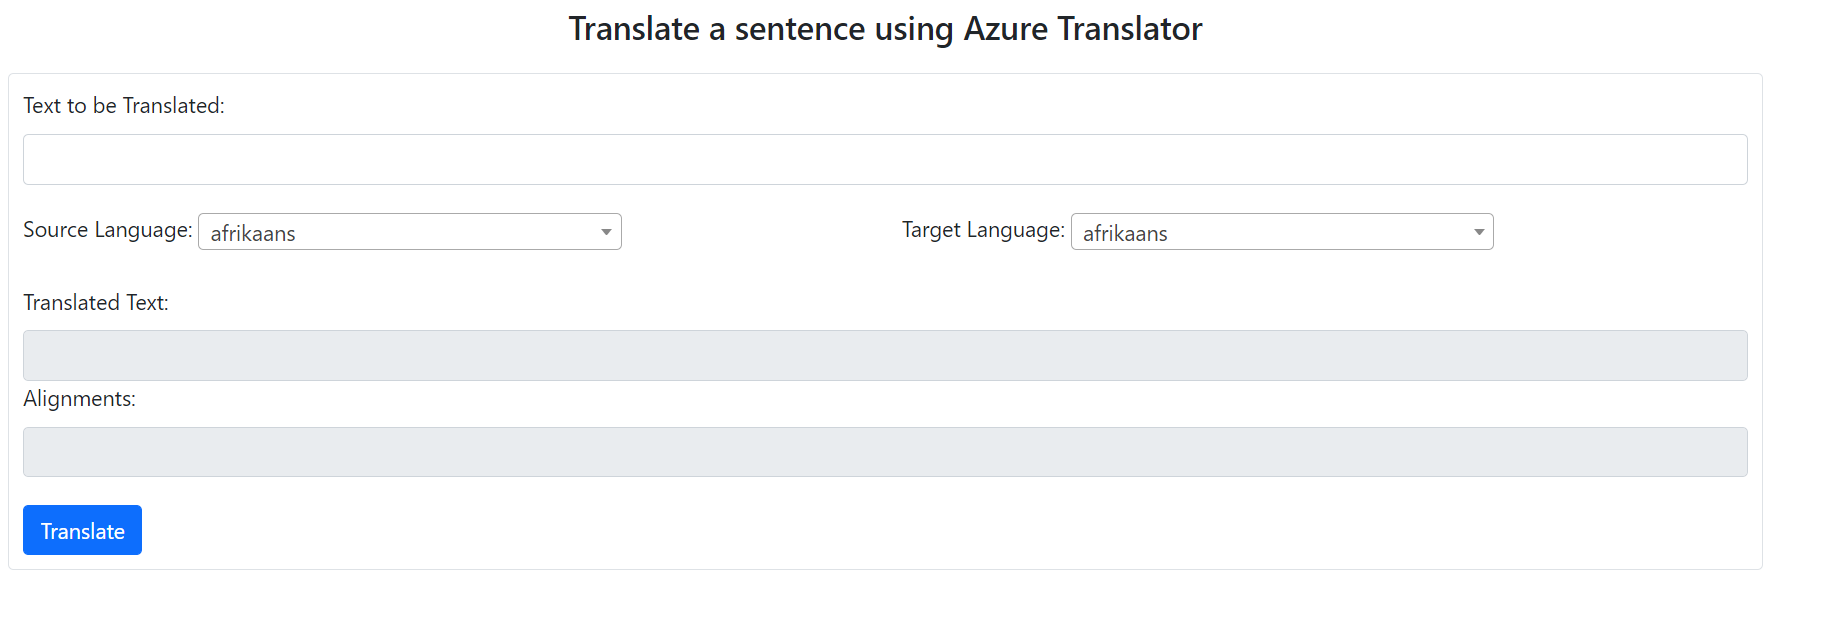 Translate a sentence using Azure Translator
Text to be Translated:
Source Language: afrikaans Target Language: afrikaans
Translated Text:
Alignments:
Translate